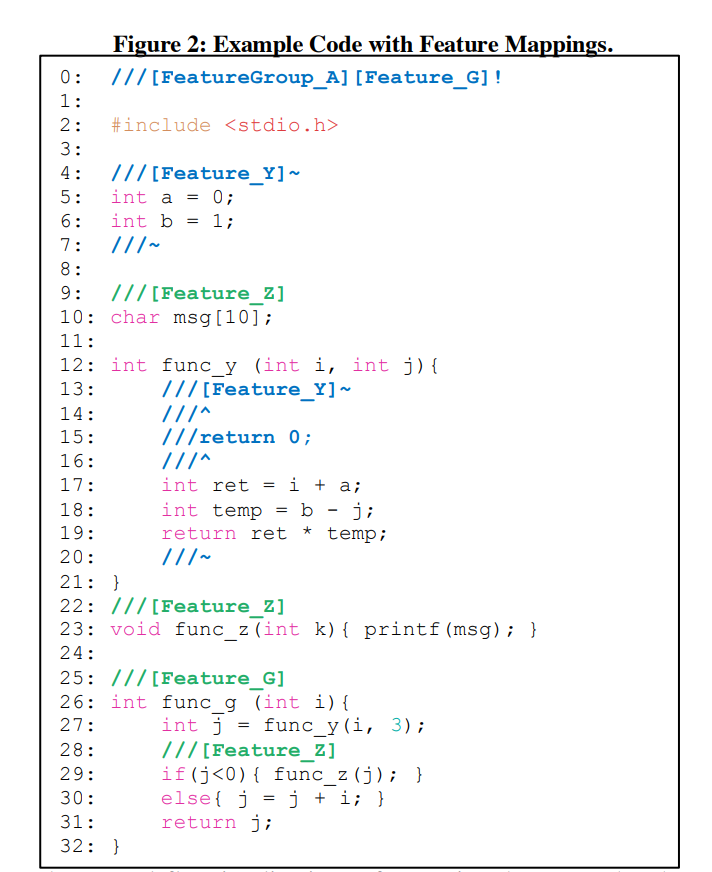 Figure 2: Example Code with Feature Mappings.
0: ///[FeatureGroup_A][Feature_G]!
1:
2: #include <stdio.h>
3:
4: ///[Feature_Y]~
5: int a = 0;
6: int b = 1;
7: ///~
8:
9: ///[Feature_Z]
10: char msg[10];
11:
12: int func_y (int i, int j){
13: ///[Feature_Y]~
14: ///^
15: ///return 0;
16: ///^
17: int ret = i + a;
18: int temp = b - j;
19: return ret * temp;
20: ///~
21: }
22: ///[Feature_Z]
23: void func_z(int k){ printf(msg); }
24:
25: ///[Feature_G]
26: int func_g (int i){
27: int j = func_y(i, 3);
28: ///[Feature_Z]
29: if(j<0){ func_z(j); }
30: else{ j = j + i; }
31: return j;
32: }